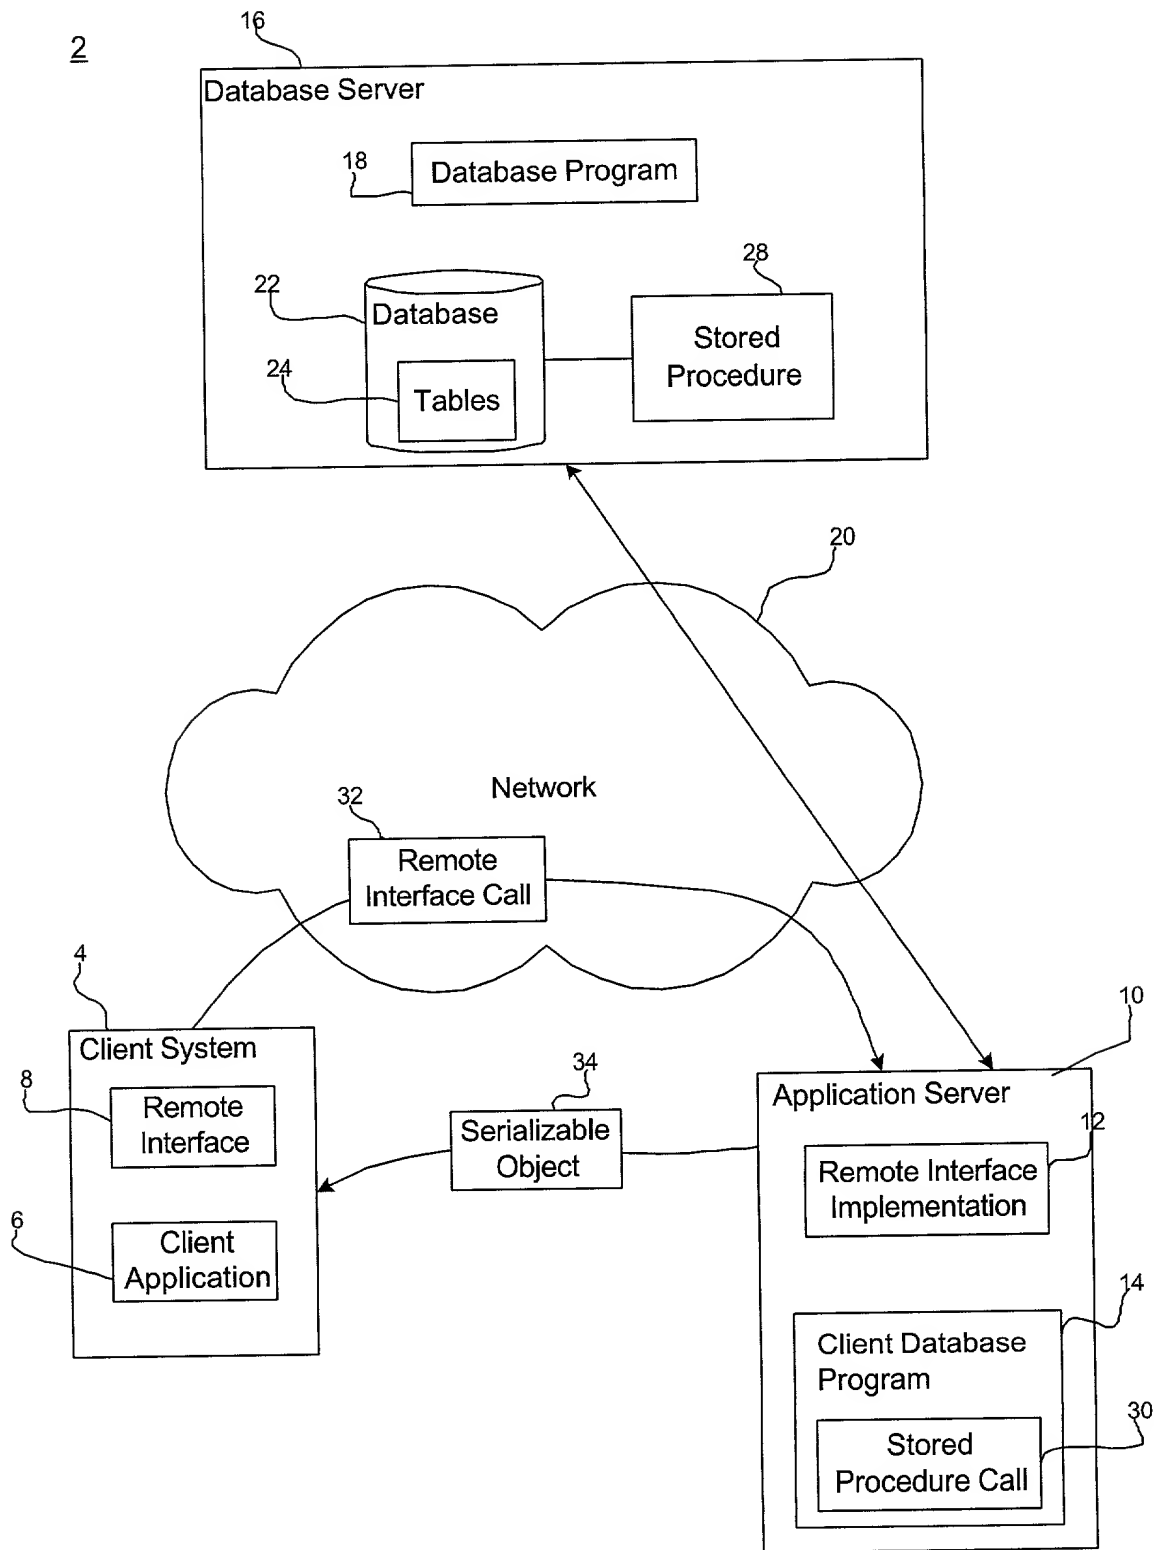 16
2
Database Server
18
Database Program
28
22
Database
Stored
Procedure
24
Tables
20
Network
32
Remote
Interface Call
4
10
Client System
34
Application Server
8
Remote
Interface
Serializable
Object
12
Remote Interface
Implementation
6
Client
Application
14
Client Database
Program
30
Stored
Procedure Call